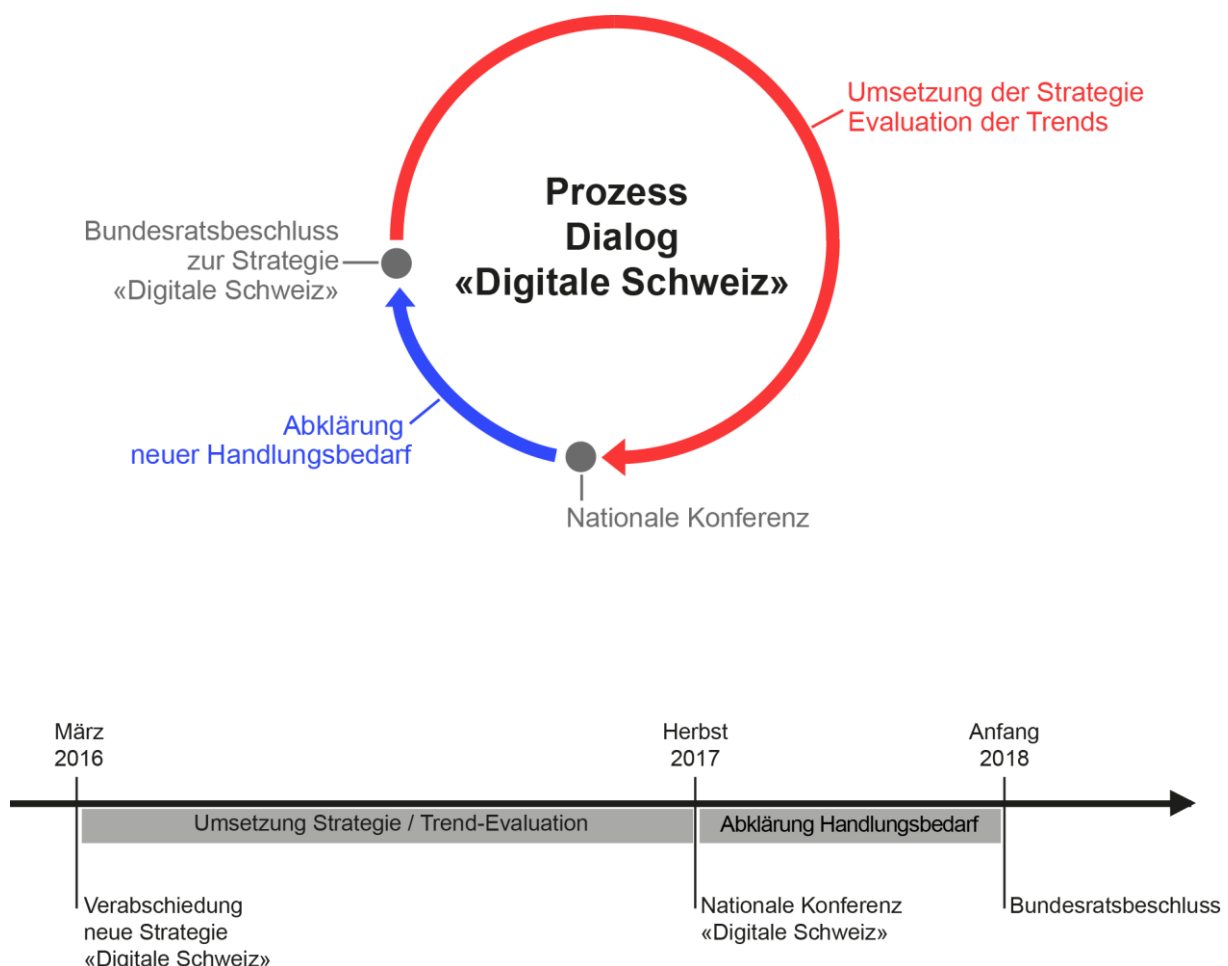 Umsetzung der Strategie
Evaluation der Trends
Prozess
Dialog
«Digitale Schweiz»
Bundesratsbeschluss
zur Strategie
«Digitale Schweiz»
Abklärung
neuer Handlungsbedarf
Nationale Konferenz
März
2016
Herbst
2017
Anfang
2018
Umsetzung Strategie / Trend-Evaluation
Abklärung Handlungsbedarf
Verabschiedung
neue Strategie
«Digitale Schweiz»
Nationale Konferenz
«Digitale Schweiz»
Bundesratsbeschluss